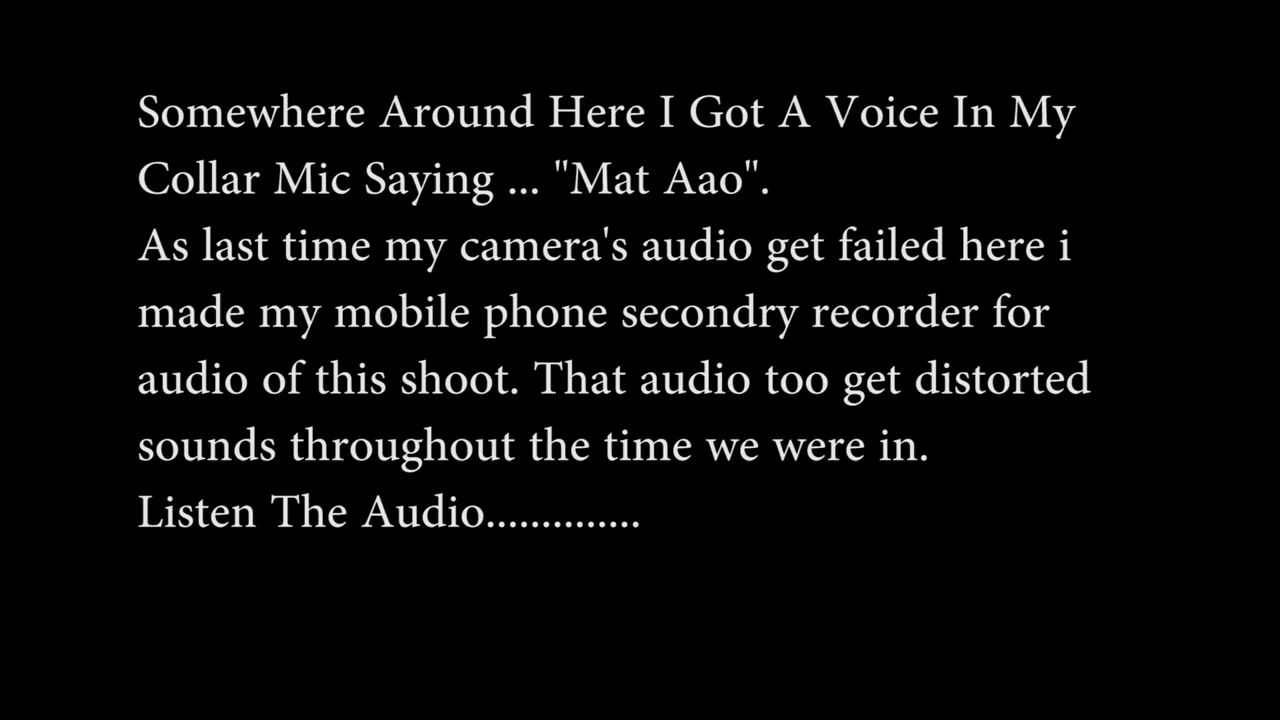 Somewhere Around Here I Got A Voice In My
Collar Mic Saying ... "Mat Aao".
As last time my camera's audio get failed here i
made my mobile phone secondry recorder for
audio of this shoot. That audio too get distorted
sounds throughout the time we were in.
Listen The Audio..............